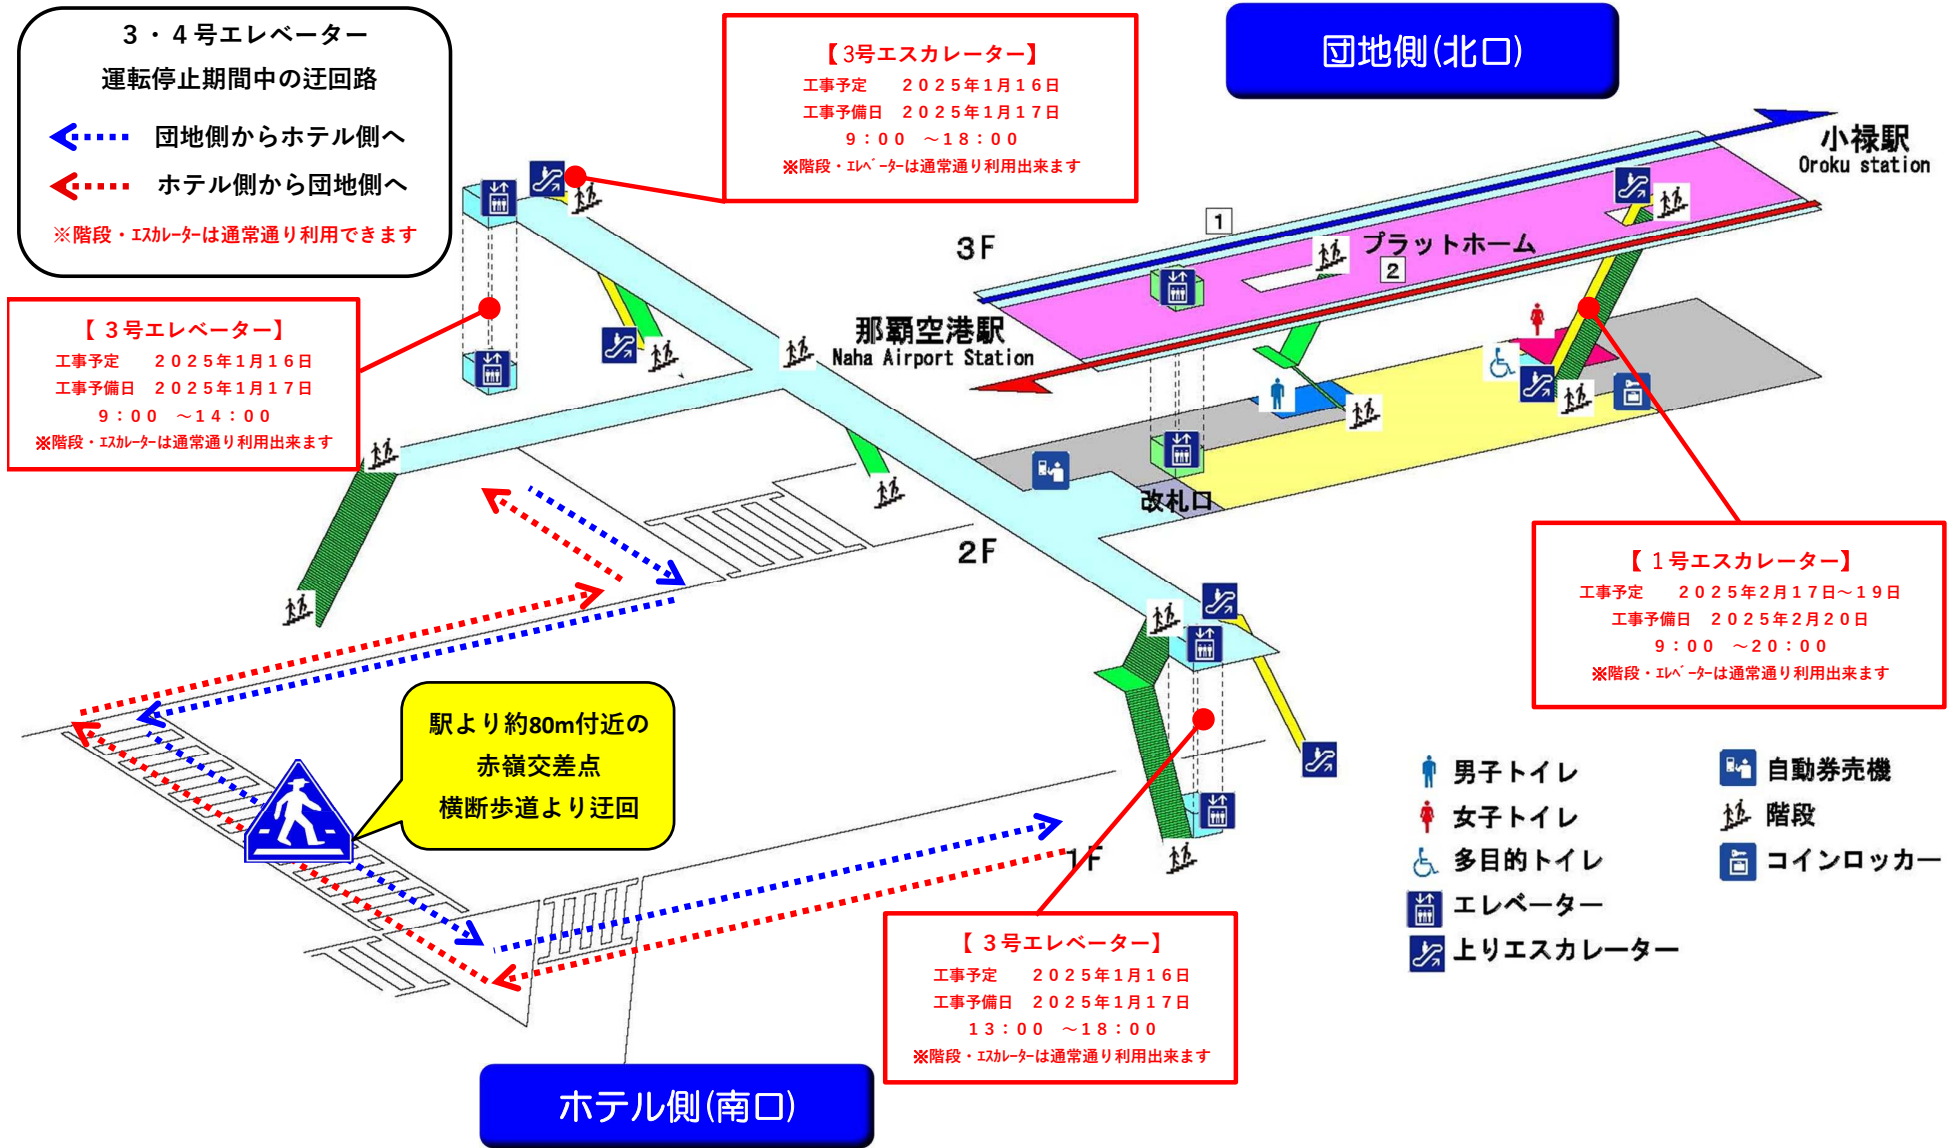 ３・４号エレベーター
運転停止期間中の迂回路
団地側からホテル側へ
ホテル側から団地側へ
※階段・ｴｽｶﾚｰﾀｰは通常通り利用できます
【3号エスカレーター】
工事予定　２０２５年１月１６日
工事予備日　２０２５年１月１７日
９：００　～１８：００
※階段・ｴﾚﾍﾞｰﾀｰは通常通り利用出来ます
団地側(北口)
小禄駅
Oroku station
3F
1
プラットホーム
2
那覇空港駅
Naha Airport Station
【３号エレベーター】
工事予定　２０２５年１月１６日
工事予備日　２０２５年１月１７日
９：００　～１４：００
※階段・ｴｽｶﾚｰﾀｰは通常通り利用出来ます
改札口
2F
【１号エスカレーター】
工事予定　２０２５年２月１７日～１９日
工事予備日　２０２５年２月２０日
９：００　～２０：００
※階段・ｴﾚﾍﾞｰﾀｰは通常通り利用出来ます
駅より約80m付近の
赤嶺交差点
横断歩道より迂回
1F
【３号エレベーター】
工事予定　２０２５年１月１６日
工事予備日　２０２５年１月１７日
１３：００　～１８：００
※階段・ｴｽｶﾚｰﾀｰは通常通り利用出来ます
男子トイレ
女子トイレ
多目的トイレ
エレベーター
上りエスカレーター
自動券売機
階段
コインロッカー
ホテル側(南口)